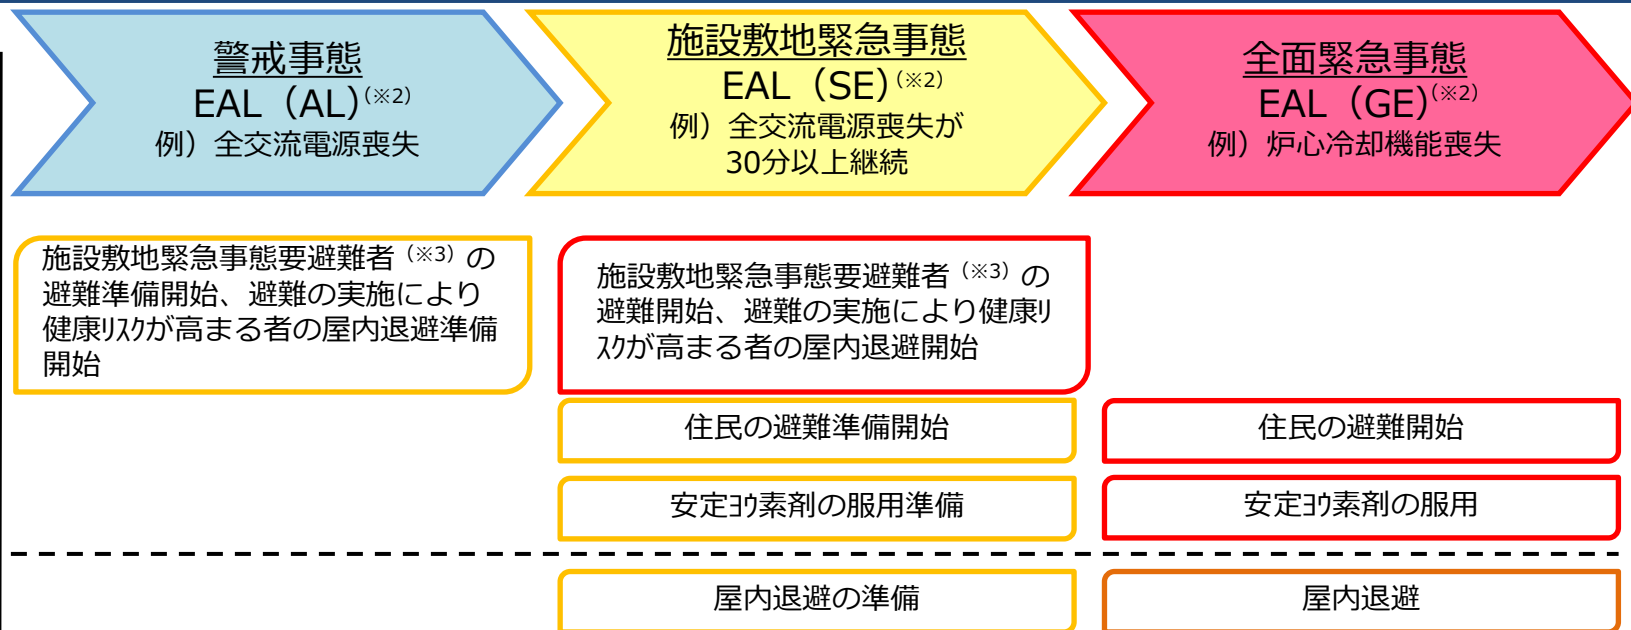 警戒事態
EAL（AL）(※2)
例）全交流電源喪失
施設敷地緊急事態
EAL（SE）(※2)
例）全交流電源喪失が
30分以上継続
全面緊急事態
EAL（GE）(※2)
例）炉心冷却機能喪失
施設敷地緊急事態要避難者（※3）の
避難準備開始、避難の実施により
健康ﾘｽｸが高まる者の屋内退避準備
開始
施設敷地緊急事態要避難者（※3）の
避難開始、避難の実施により健康ﾘ
ｽｸが高まる者の屋内退避開始
住民の避難準備開始
住民の避難開始
安定ﾖｳ素剤の服用準備
安定ﾖｳ素剤の服用
屋内退避の準備
屋内退避